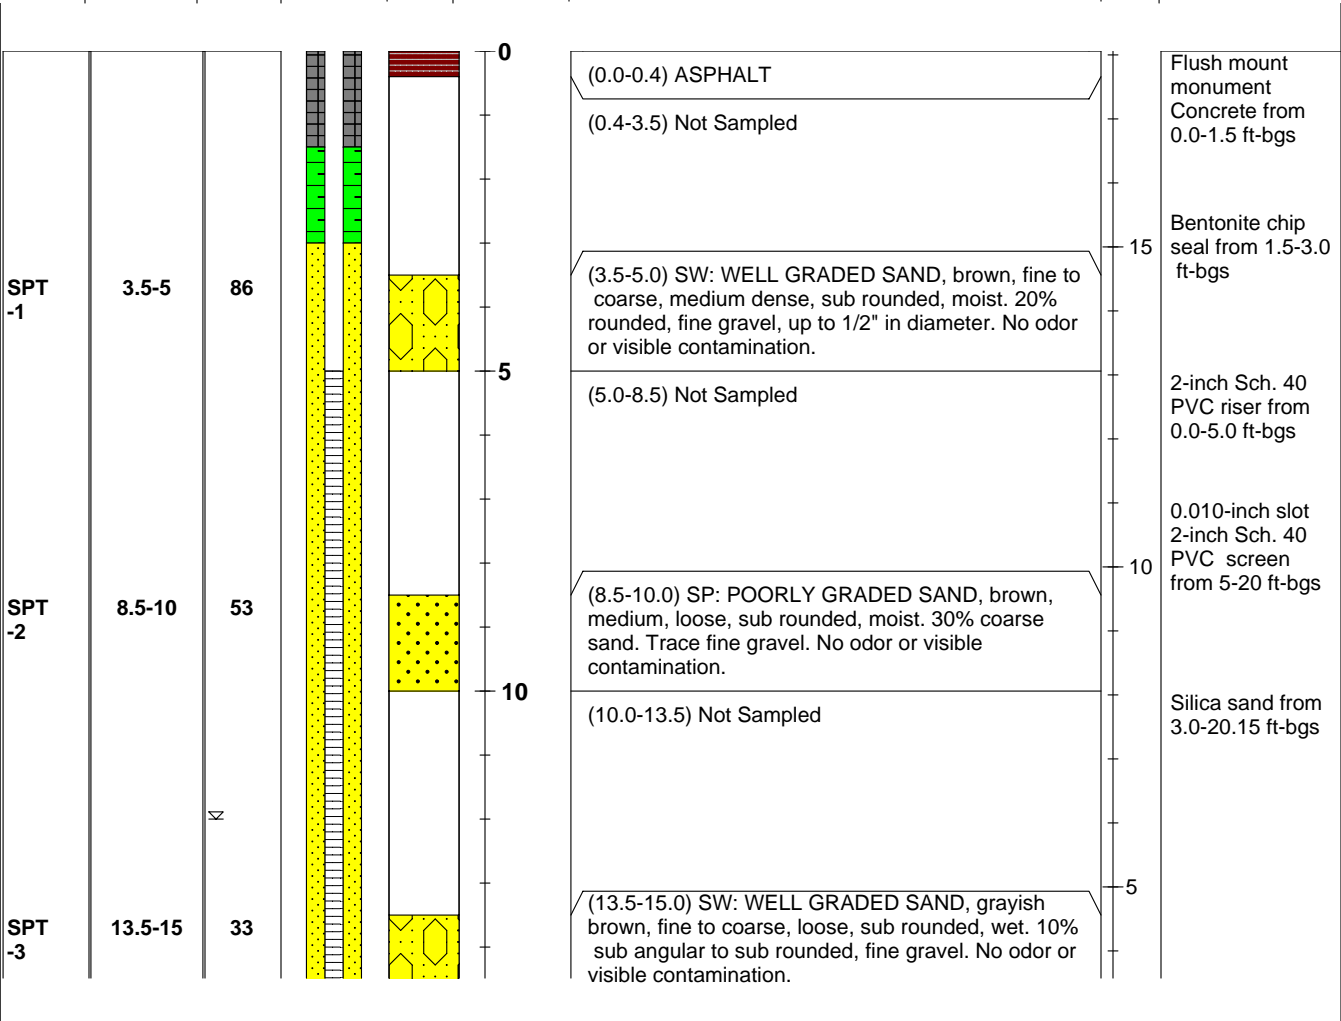 0
(0.0-0.4) ASPHALT
(0.4-3.5) Not Sampled
Flush mount
monument
Concrete from
0.0-1.5 ft-bgs
15
Bentonite chip
seal from 1.5-3.0
ft-bgs
SPT
-1
3.5-5
86
(3.5-5.0) SW: WELL GRADED SAND, brown, fine to
coarse, medium dense, sub rounded, moist. 20%
rounded, fine gravel, up to 1/2" in diameter. No odor
or visible contamination.
5
(5.0-8.5) Not Sampled
2-inch Sch. 40
PVC riser from
0.0-5.0 ft-bgs
10
0.010-inch slot
2-inch Sch. 40
PVC screen
from 5-20 ft-bgs
SPT
-2
8.5-10
53
(8.5-10.0) SP: POORLY GRADED SAND, brown,
medium, loose, sub rounded, moist. 30% coarse
sand. Trace fine gravel. No odor or visible
contamination.
10
(10.0-13.5) Not Sampled
Silica sand from
3.0-20.15 ft-bgs
5
SPT
-3
13.5-15
33
(13.5-15.0) SW: WELL GRADED SAND, grayish
brown, fine to coarse, loose, sub rounded, wet. 10%
sub angular to sub rounded, fine gravel. No odor or
visible contamination.